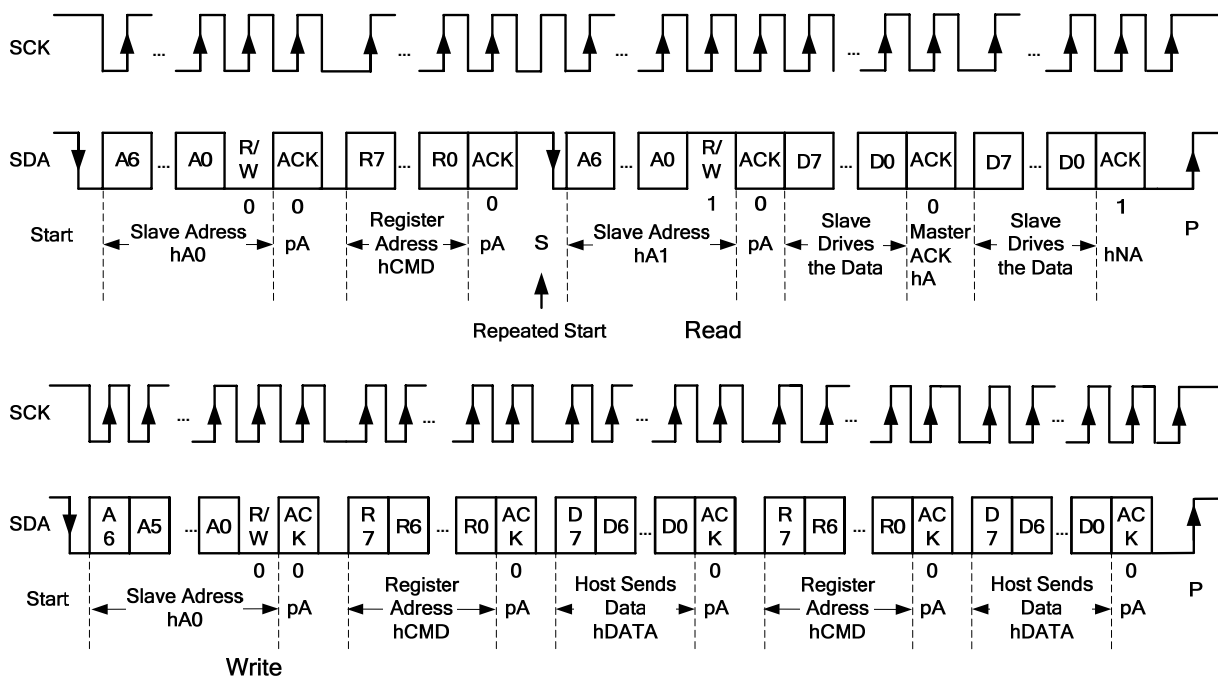 SCK
... ... ... ... ...
SDA A6 ... A0 R/ W ACK R7 ... R0 ACK A6 ... A0 R/ W ACK D7 ... D0 ACK D7 ... D0 ACK
0 0 0 1 0 0 1
Start Slave Adress hA0 pA Register Adress hCMD pA S Slave Adress hA1 pA Slave Drives the Data Master ACK hA Slave Drives the Data hNA P
Repeated Start Read
SCK
... ... ... ... ... ...
SDA A 6 A5 ... A0 R/ W AC K R 7 R6 ... R0 AC K D 7 D6 ... D0 AC K R 7 R6 ... R0 AC K D 7 D6 ... D0 AC K
0 0 0 0 0 0
Start Slave Adress hA0 pA Register Adress hCMD pA Host Sends Data hDATA pA Register Adress hCMD pA Host Sends Data hDATA pA P
Write